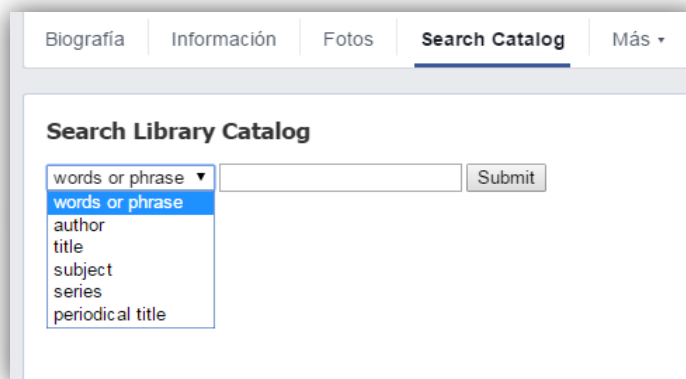 Biografía Información Fotos Search Catalog Más
Search Library Catalog
words or phrase Submit
words or phrase
author
title
subject
series
periodical title